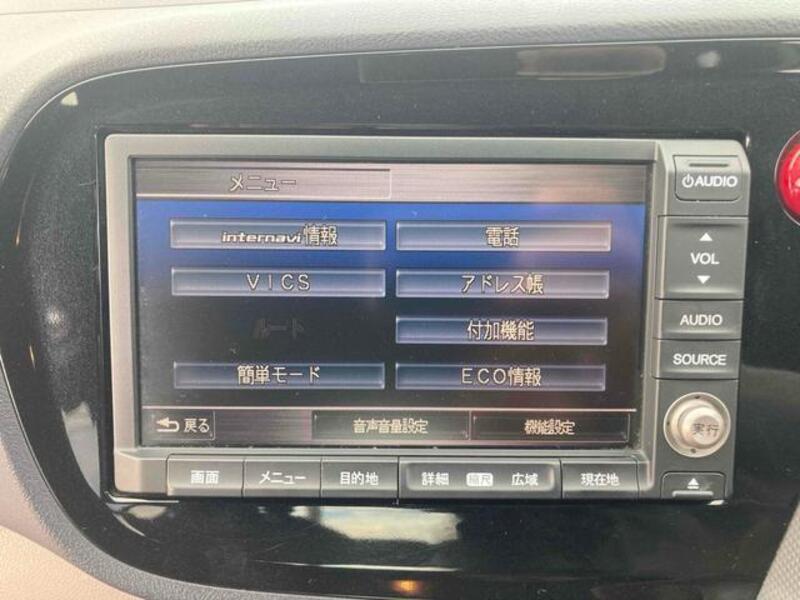 メニュー
internavi情報 電話
VICS アドレス帳
ルート 付加機能
簡単モード ECO情報
戻る 音声音量設定 機能設定
AUDIO
VOL
AUDIO
SOURCE
実行
画面 メニュー 目的地 詳細 縮尺 広域 現在地